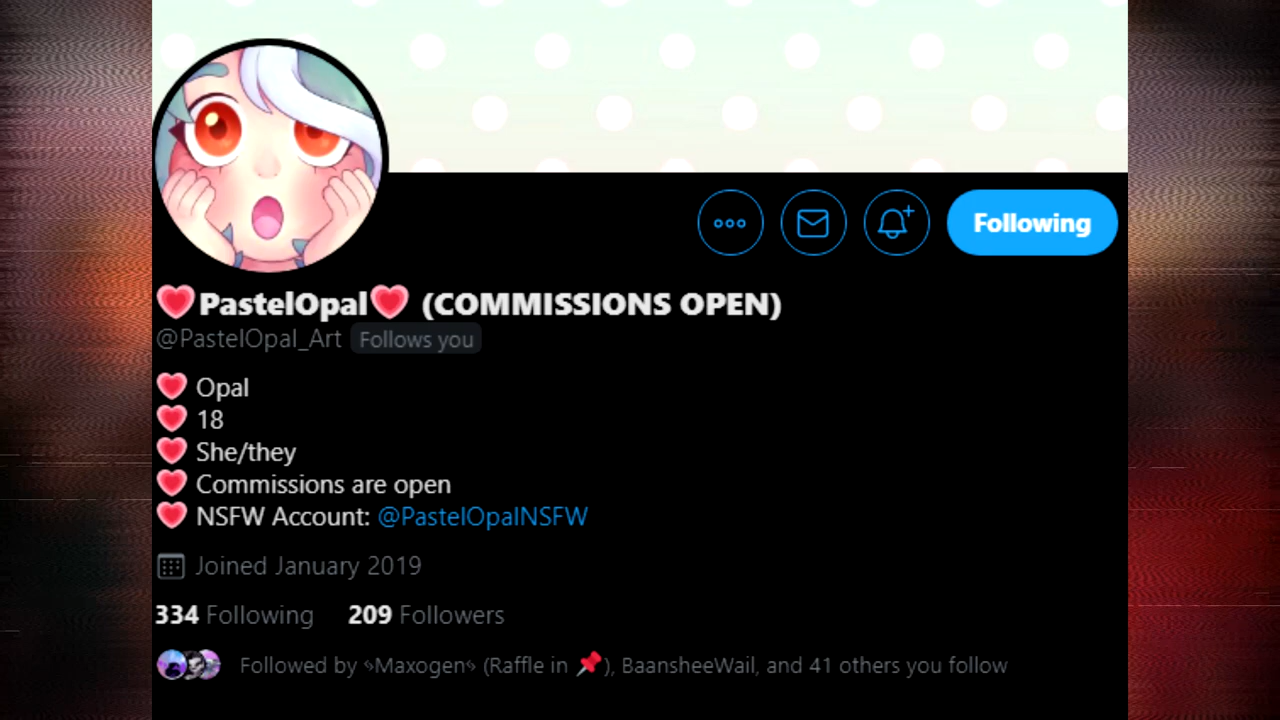 Following
💗PastelOpal💗 (COMMISSIONS OPEN)
@PastelOpal_Art Follows you
💗 Opal
💗 18
💗 She/they
💗 Commissions are open
💗 NSFW Account: @PastelOpalNSFW
Joined January 2019
334 Following 209 Followers
Followed by ঌMaxogenঌ (Raffle in 📌), BaansheeWail, and 41 others you follow